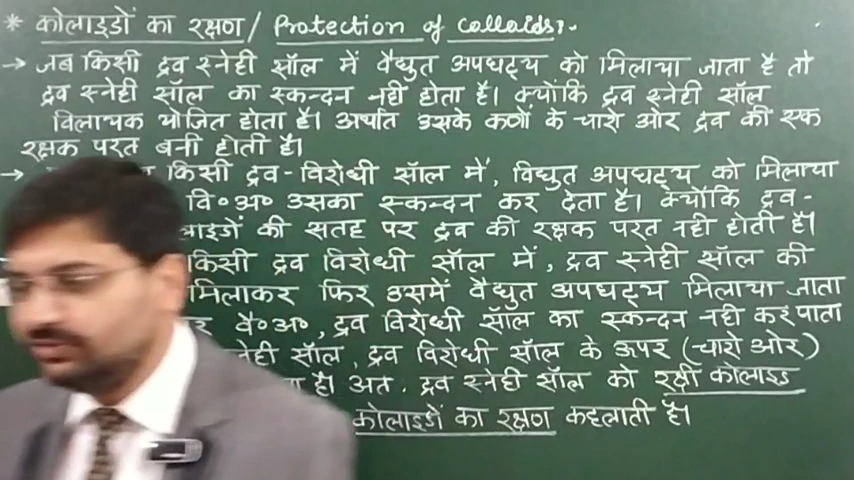 * कोलाइडों का रक्षण / Protection of collaids:-
→ जब किसी द्रव स्नेही सॉल में वैद्युत अपघट्य को मिलाया जाता है तो
द्रव स्नेही सॉल का स्कन्दन नही होता है। क्योंकि द्रव स्नेही सॉल
विलायक योजित होता है। अर्थात उसके कणों के चारो ओर द्रव की एक
रक्षक परत बनी होती है।
→ किसी द्रव-विरोधी सॉल में, विद्युत अपघट्य को मिलाया
वि०अ० उसका स्कन्दन कर देता है। क्योंकि द्रव-
की सतह पर द्रव की रक्षक परत नही होती है।
किसी द्रव विरोधी सॉल में, द्रव स्नेही सॉल की
मिलाकर फिर उसमें वैद्युत अपघट्य मिलाया जाता
वै०अ०, द्रव विरोधी सॉल का स्कन्दन नही कर पाता
सॉल, द्रव विरोधी सॉल के ऊपर (चारो ओर)
है। अत. द्रव स्नेही सॉल को रक्षी कोलाइड
कोलाइडो का रक्षण कहलाती है।